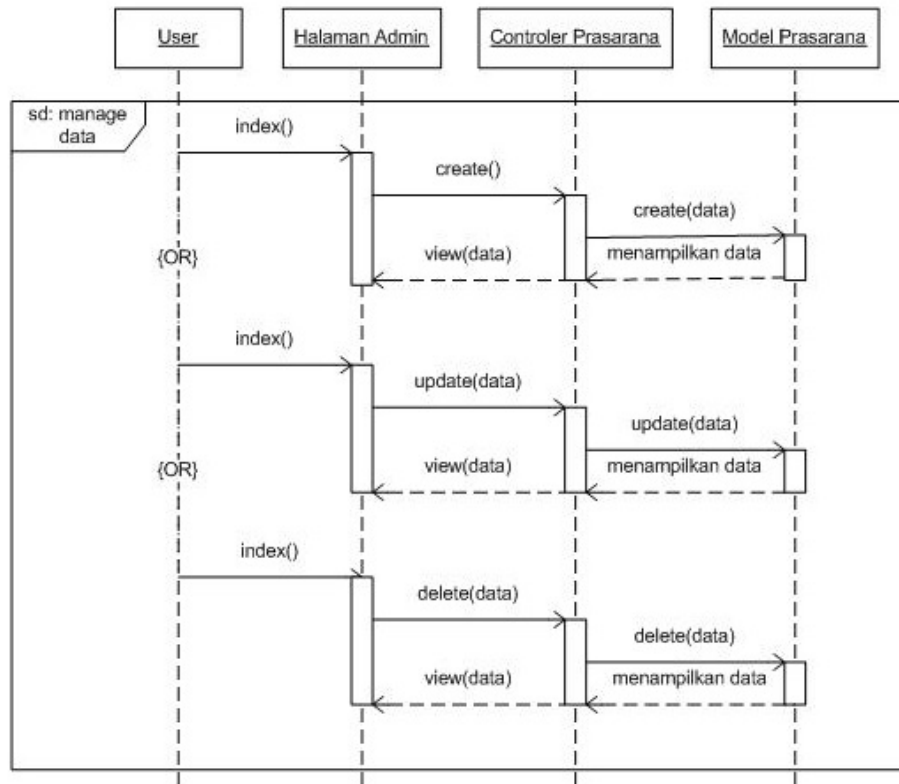 User
Halaman Admin
Controler Prasarana
Model Prasarana
sd: manage
data
index()
create()
create(data)
menampilkan data
view(data)
{OR}
index()
update(data)
update(data)
menampilkan data
view(data)
{OR}
index()
delete(data)
delete(data)
menampilkan data
view(data)